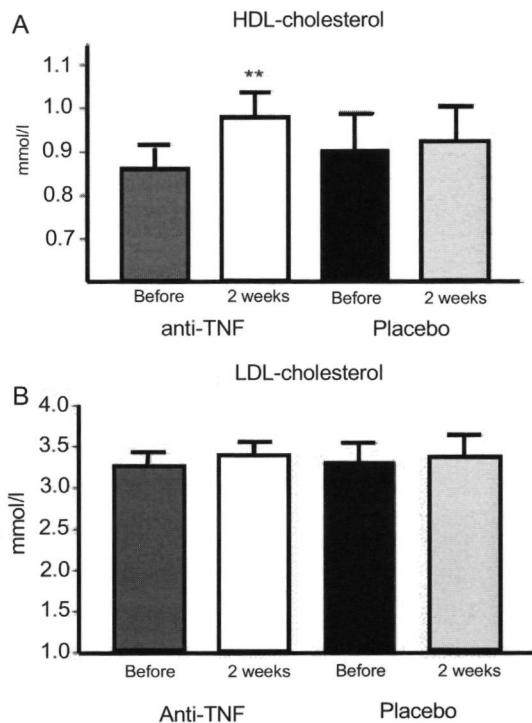 A
HDL-cholesterol
mmol/l
1.1
1.0
0.9
0.8
0.7
**
Before 2 weeks Before 2 weeks
anti-TNF Placebo
B
LDL-cholesterol
mmol/l
4.0
3.5
3.0
2.5
2.0
1.5
1.0
Before 2 weeks Before 2 weeks
Anti-TNF Placebo